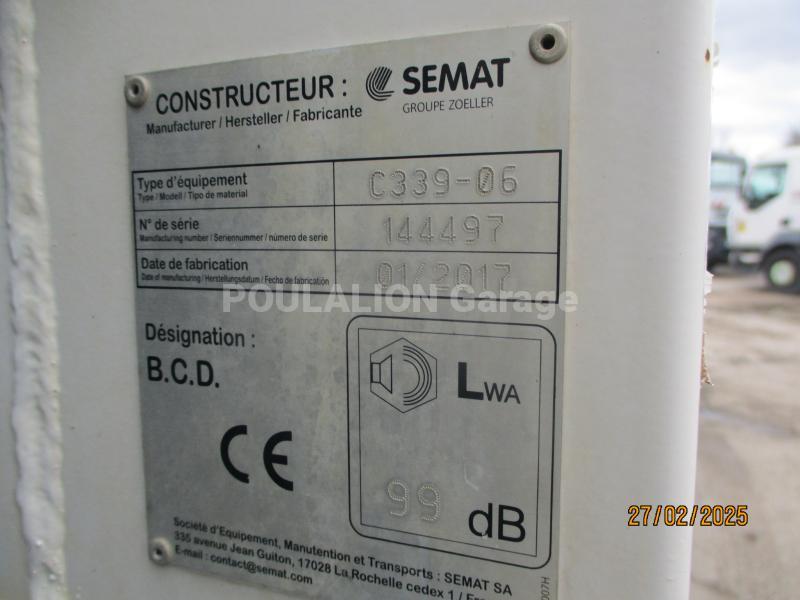 CONSTRUCTEUR : SEMAT
Manufacturer / Hersteller / Fabricante GROUPE ZOELLER
Type d'équipement C339-06
Type / Modell / Tipo de material
N° de série 144497
Manufacturing number / Seriennummer / número de serie
Date de fabrication 01/2017
Date of manufacturing / Herstellungsdatum / Fecho de fabricación
POULALION Garage
Désignation :
B.C.D.
LWA
CE
99 dB
27/02/2025
Société d'Equipement, Manutention et Transports : SEMAT SA
335 avenue Jean Guiton, 17028 La Rochelle cedex 1 /
E-mail : contact@semat.com